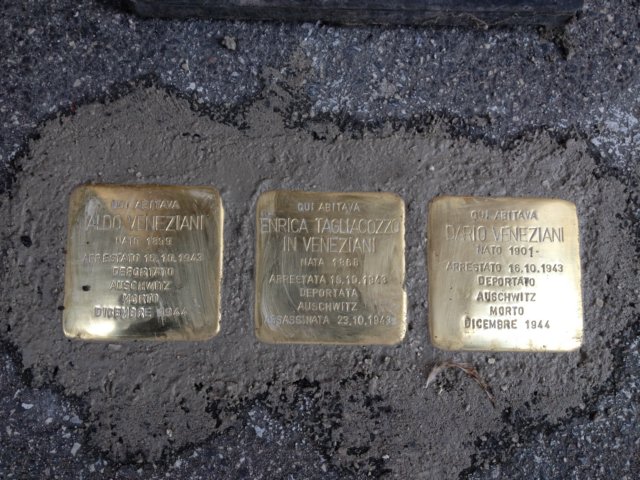 QUI ABITAVA
ALDO VENEZIANI
NATO 1899
ARRESTATO 16.10.1943
DEPORTATO
AUSCHWITZ
MORTO
DICEMBRE 1944
QUI ABITAVA
ENRICA TAGLIACOZZO
IN VENEZIANI
NATA
ARRESTATA 16.10.1943
DEPORTATA
AUSCHWITZ
ASSASSINATA 23.10.1943
QUI ABITAVA
DARIO VENEZIANI
NATO 1901
ARRESTATO 16.10.1943
DEPORTATO
AUSCHWITZ
MORTO
DICEMBRE 1944